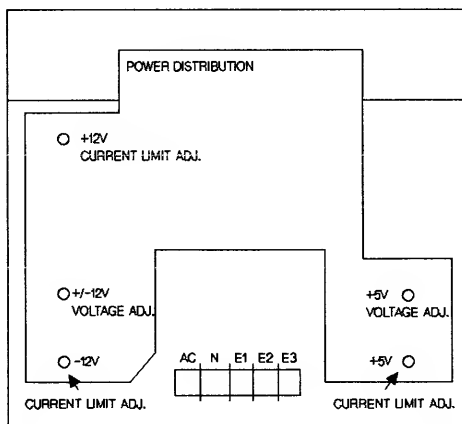 POWER DISTRIBUTION
+12V
CURRENT LIMIT ADJ.
+/-12V
VOLTAGE ADJ.
+5V
VOLTAGE ADJ.
-12V
AC N E1 E2 E3
+5V
CURRENT LIMIT ADJ.
CURRENT LIMIT ADJ.